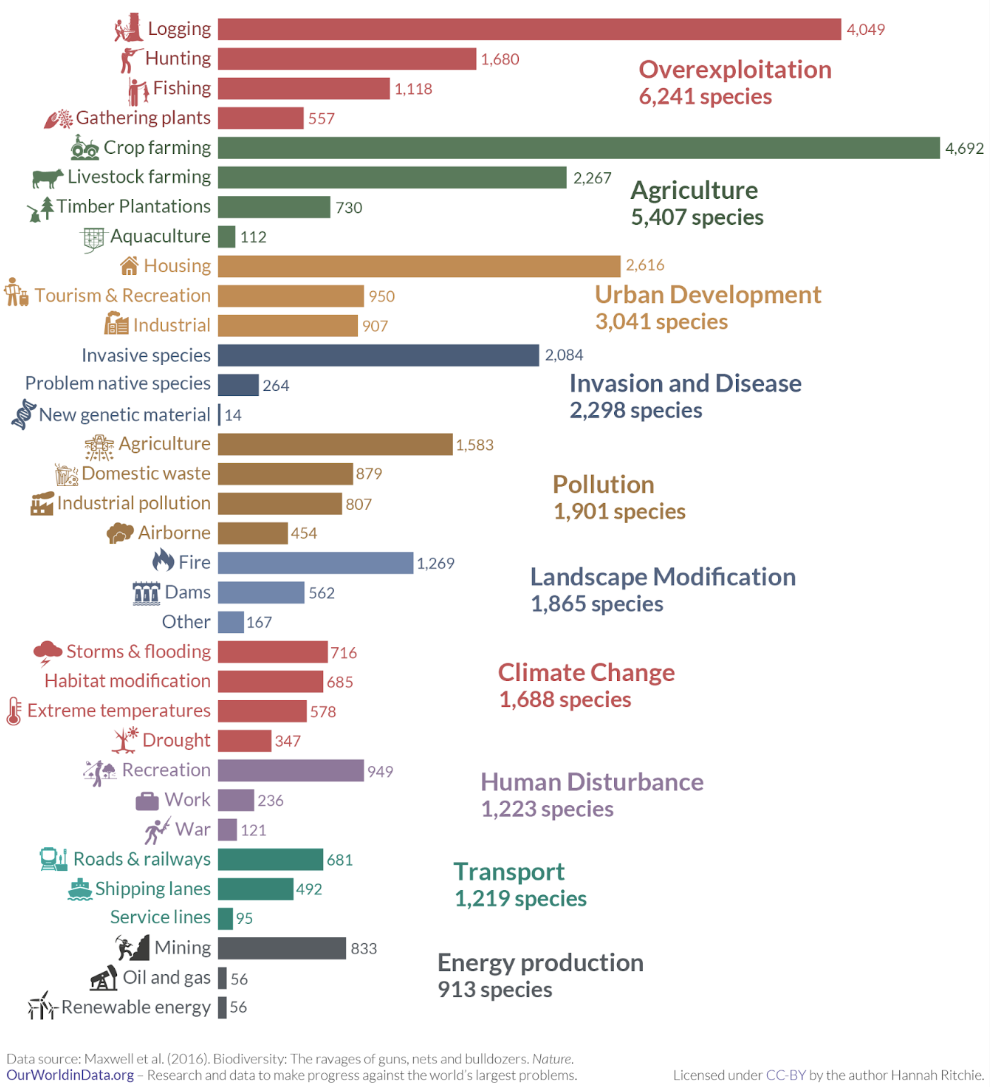 Logging 4,049
Hunting 1,680
Overexploitation
Fishing 1,118
6,241 species
Gathering plants 557
Crop farming 4,692
Livestock farming 2,267
Agriculture
Timber Plantations 730
5,407 species
Aquaculture 112
Housing 2,616
Tourism & Recreation 950
Urban Development
Industrial 907
3,041 species
Invasive species 2,084
Problem native species 264
Invasion and Disease
New genetic material 14
2,298 species
Agriculture 1,583
Domestic waste 879
Pollution
Industrial pollution 807
1,901 species
Airborne 454
Fire 1,269
Landscape Modification
Dams 562
1,865 species
Other 167
Storms & flooding 716
Climate Change
Habitat modification 685
1,688 species
Extreme temperatures 578
Drought 347
Recreation 949
Human Disturbance
Work 236
1,223 species
War 121
Roads & railways 681
Transport
Shipping lanes 492
1,219 species
Service lines 95
Mining 833
Energy production
Oil and gas 56
913 species
Renewable energy 56
Data source: Maxwell et al. (2016). Biodiversity: The ravages of guns, nets and bulldozers. Nature.
OurWorldinData.org – Research and data to make progress against the world's largest problems. Licensed under CC-BY by the author Hannah Ritchie.